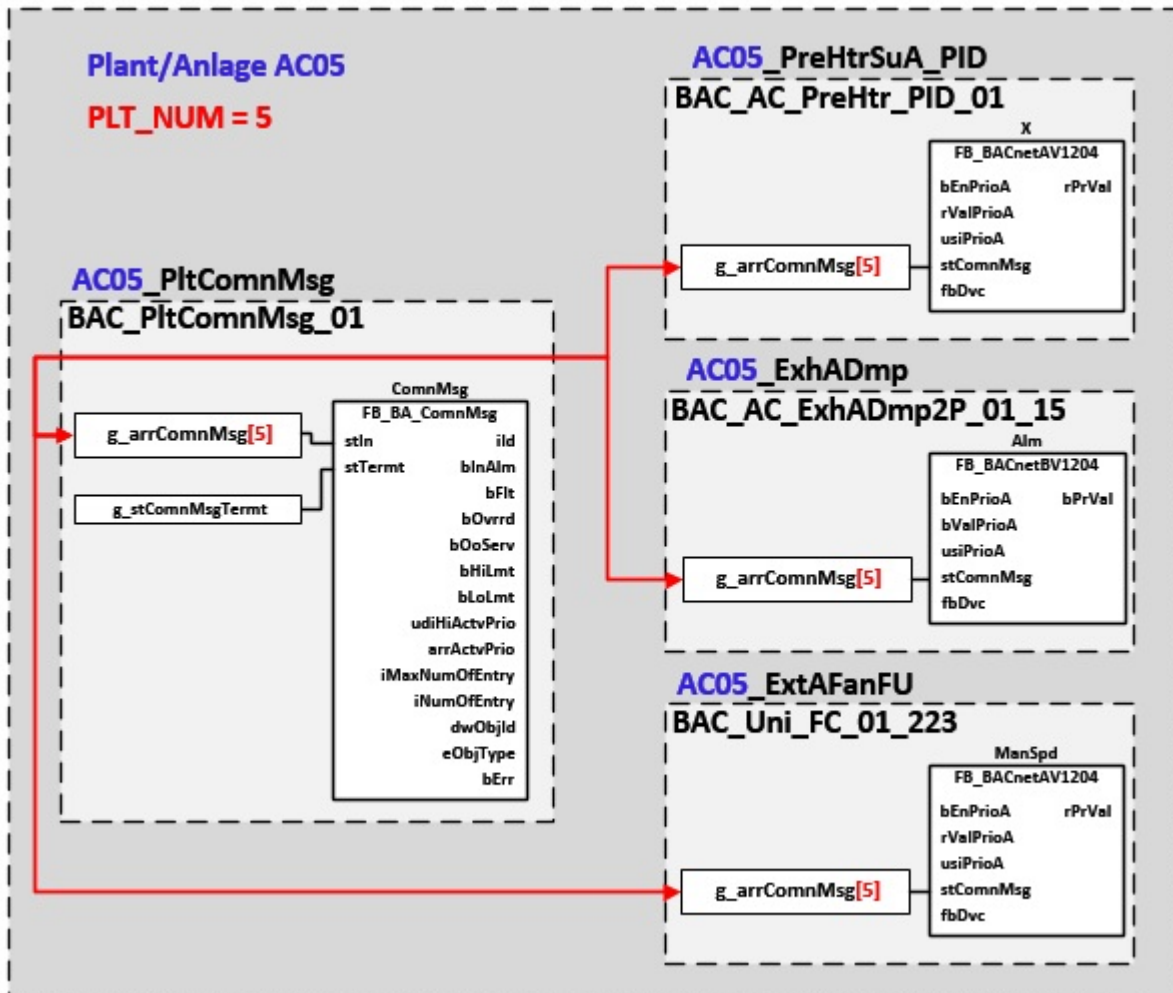 Plant/Anlage AC05
PLT_NUM = 5
AC05_PltComnMsg
BAC_PltComnMsg_01
ComnMsg
FB_BA_ComnMsg
g_arrComnMsg[5]
g_stComnMsgTermt
stIn iId
stTermt bInAlm
bFlt
bOvrrd
bOoServ
bHiLmt
bLoLmt
udiHiActvPrio
arrActvPrio
iMaxNumOfEntry
iNumOfEntry
dwObjId
eObjType
bErr
AC05_PreHtrSuA_PID
BAC_AC_PreHtr_PID_01
X
FB_BACnetAV1204
bEnPrioA rPrVal
rValPrioA
usiPrioA
g_arrComnMsg[5] stComnMsg
fbDvc
AC05_ExhADmp
BAC_AC_ExhADmp2P_01_15
Alm
FB_BACnetBV1204
bEnPrioA bPrVal
bValPrioA
usiPrioA
g_arrComnMsg[5] stComnMsg
fbDvc
AC05_ExtAFanFU
BAC_Uni_FC_01_223
ManSpd
FB_BACnetAV1204
bEnPrioA rPrVal
rValPrioA
usiPrioA
g_arrComnMsg[5] stComnMsg
fbDvc